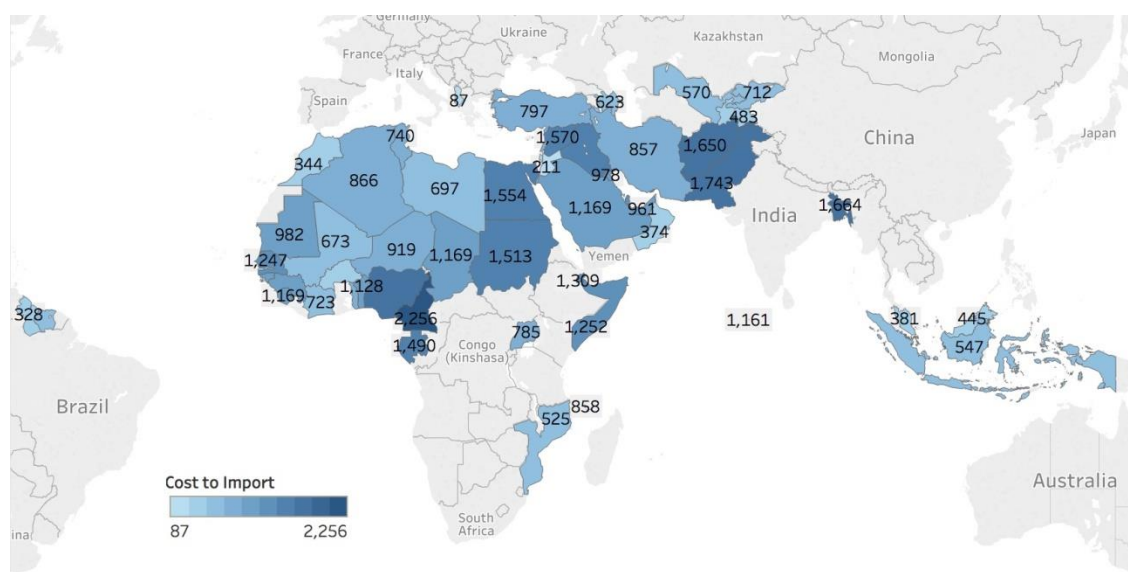 Germany
Ukraine
Kazakhstan
Mongolia
France
Italy
Spain
87
797
623
570
712
483
China
Japan
740
344
866
697
1,554
1,570
211
978
857
1,650
1,743
1,169
961
374
India
1,664
Yemen
982
673
919
1,169
1,513
1,247
1,169
723
1,128
2,256
1,490
1,309
1,252
785
Congo
(Kinshasa)
1,161
381
445
547
328
Brazil
858
525
South
Africa
Australia
Cost to Import
87
2,256